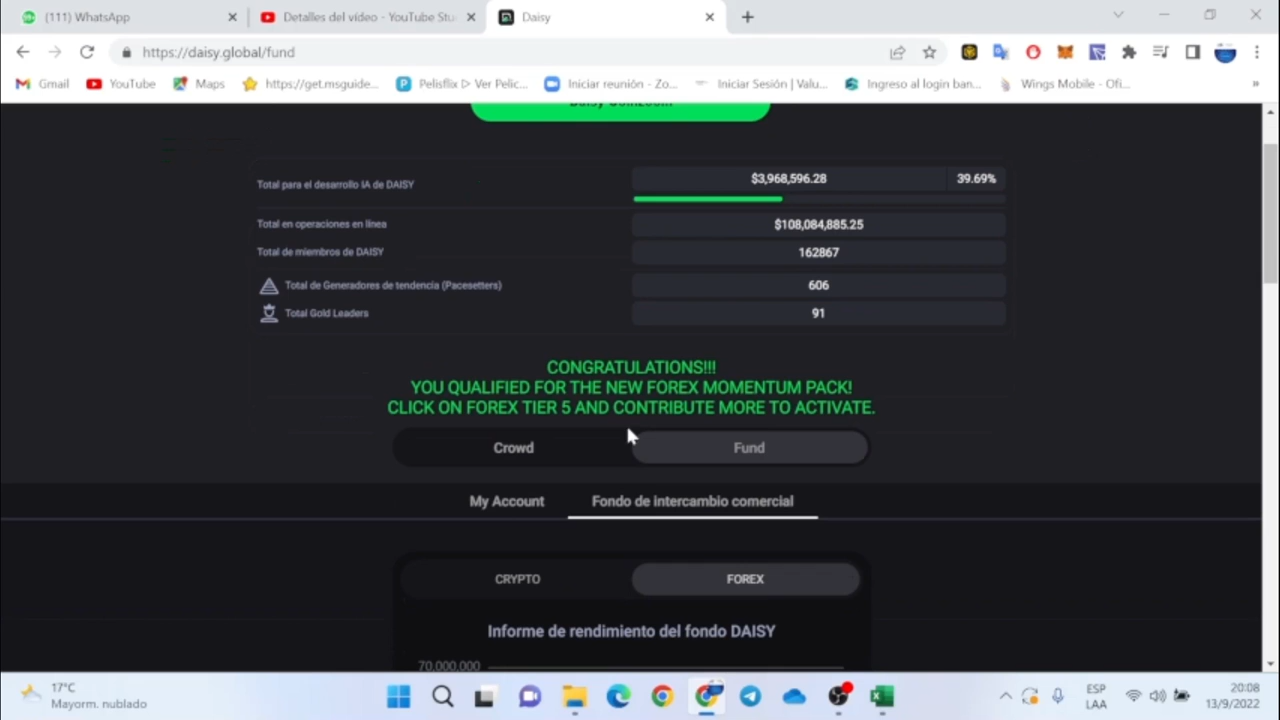 (111) WhatsApp
Detalles del vídeo - YouTube Stu
Daisy
https://daisy.global/fund
Gmail
YouTube
Maps
https://get.msguide...
Pelisflix ▷ Ver Pelíc...
Iniciar reunión - Zo...
Iniciar Sesión | Valu...
Ingreso al login ban...
Wings Mobile - Ofi...
»
Total para el desarrollo IA de DAISY
$3,968,596.28
39.69%
Total en operaciones en línea
$108,084,885.25
Total de miembros de DAISY
162867
Total de Generadores de tendencia (Pacesetters)
606
Total Gold Leaders
91
CONGRATULATIONS!!!
YOU QUALIFIED FOR THE NEW FOREX MOMENTUM PACK!
CLICK ON FOREX TIER 5 AND CONTRIBUTE MORE TO ACTIVATE.
Crowd
Fund
My Account
Fondo de intercambio comercial
CRYPTO
FOREX
Informe de rendimiento del fondo DAISY
70,000,000
17°C
Mayorm. nublado
ESP
LAA
20:08
13/9/2022